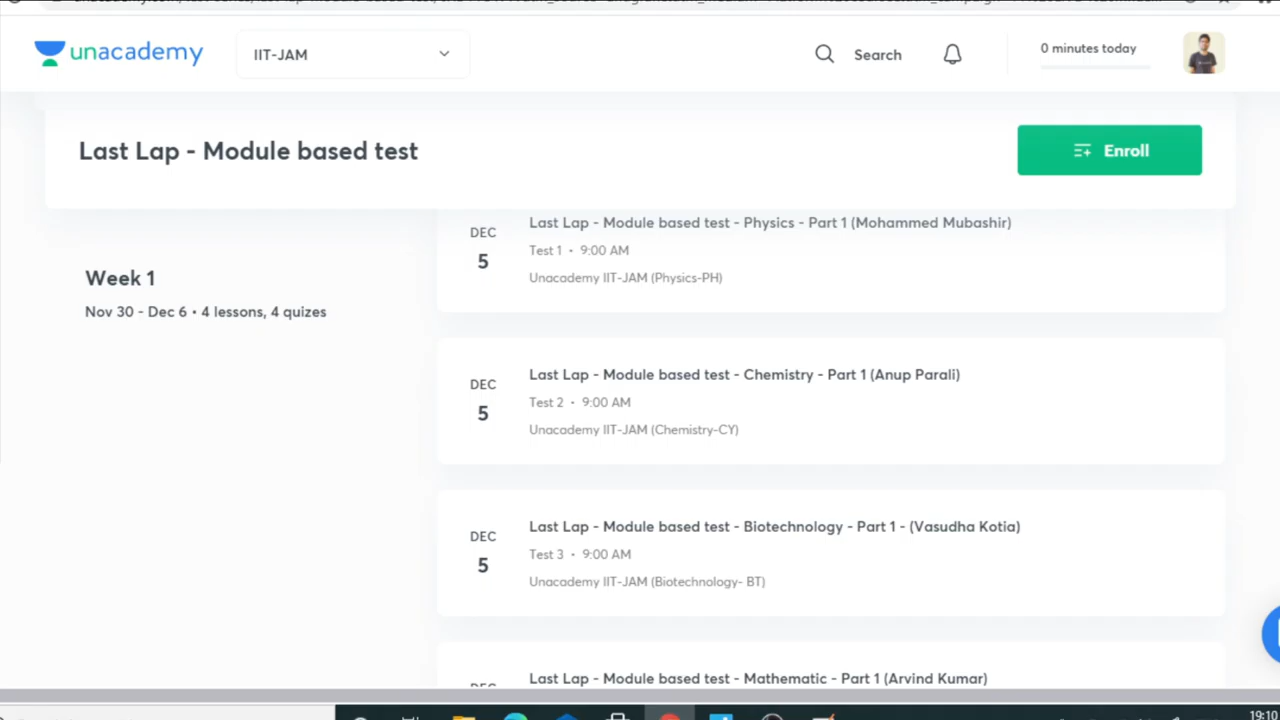 unacademy
IIT-JAM
Search
0 minutes today
Last Lap - Module based test
Enroll
Week 1
Nov 30 - Dec 6 • 4 lessons, 4 quizes
DEC
5
Last Lap - Module based test - Physics - Part 1 (Mohammed Mubashir)
Test 1 • 9:00 AM
Unacademy IIT-JAM (Physics-PH)
DEC
5
Last Lap - Module based test - Chemistry - Part 1 (Anup Parali)
Test 2 • 9:00 AM
Unacademy IIT-JAM (Chemistry-CY)
DEC
5
Last Lap - Module based test - Biotechnology - Part 1 - (Vasudha Kotia)
Test 3 • 9:00 AM
Unacademy IIT-JAM (Biotechnology- BT)
DEC
Last Lap - Module based test - Mathematic - Part 1 (Arvind Kumar)
19:10